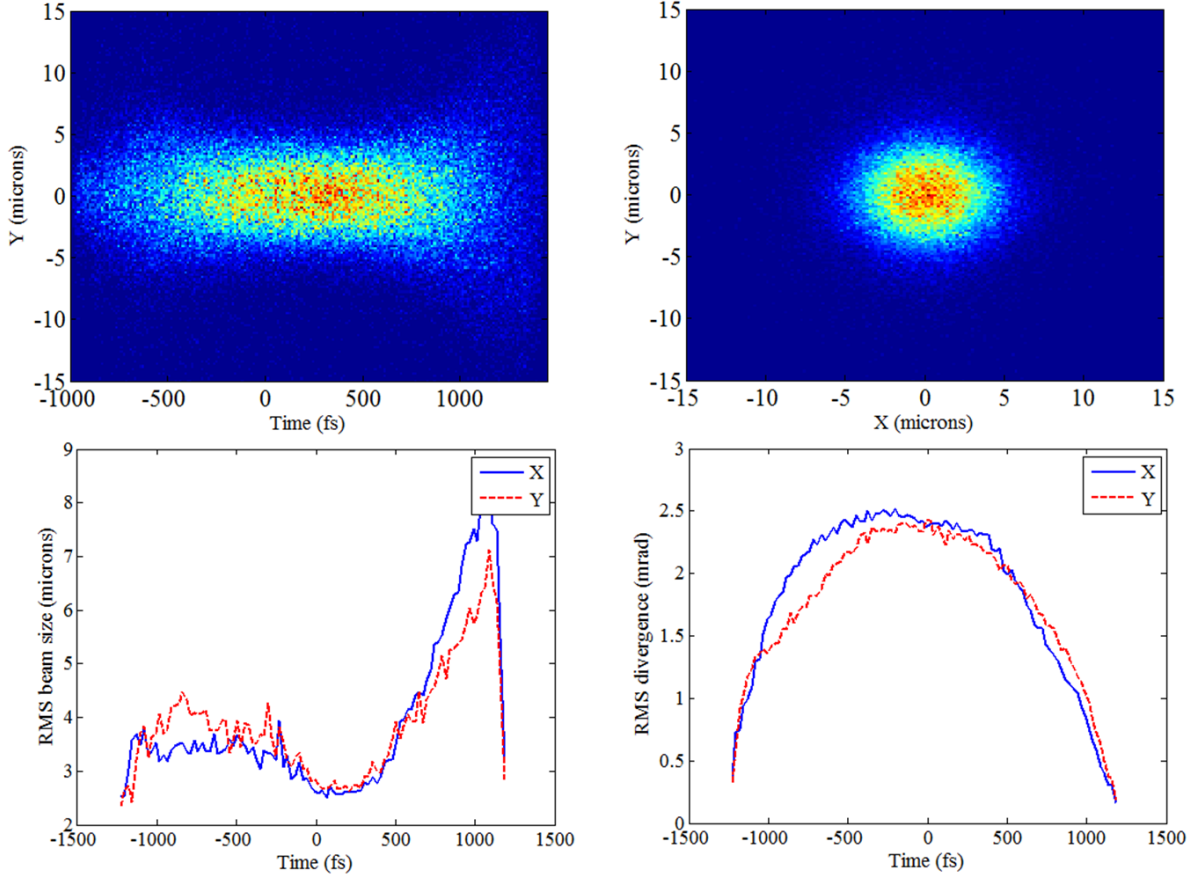 15
10
5
0
-5
-10
-15
Y (microns)
-1000 -500 0 500 1000
Time (fs)
15
10
5
0
-5
-10
-15
Y (microns)
-15 -10 -5 0 5 10 15
X (microns)
9
8
7
6
5
4
3
2
RMS beam size (microns)
X
Y
-1500 -1000 -500 0 500 1000 1500
Time (fs)
3
2.5
2
1.5
1
0.5
0
RMS divergence (mrad)
X
Y
-1500 -1000 -500 0 500 1000 1500
Time (fs)